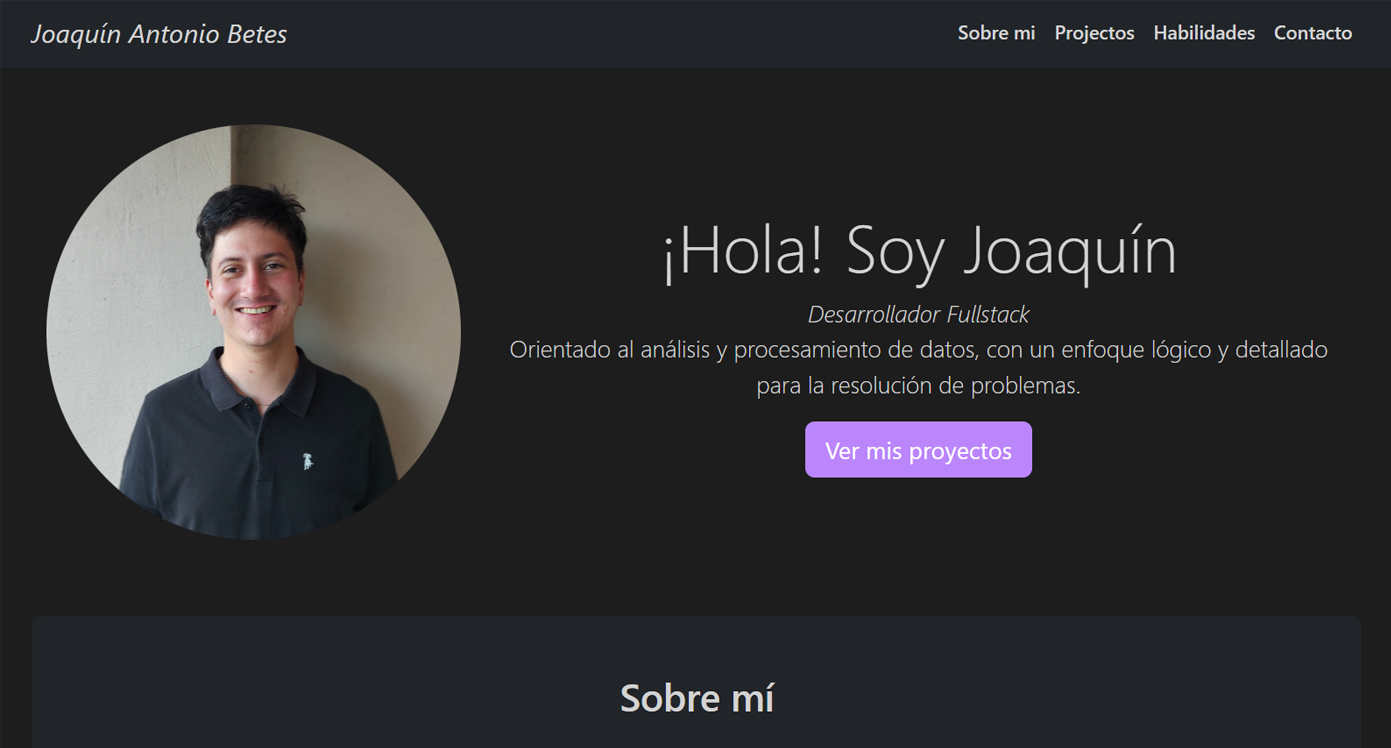 Joaquín Antonio Betes
Sobre mi Projectos Habilidades Contacto
¡Hola! Soy Joaquín
Desarrollador Fullstack
Orientado al análisis y procesamiento de datos, con un enfoque lógico y detallado
para la resolución de problemas.
Ver mis proyectos
Sobre mí